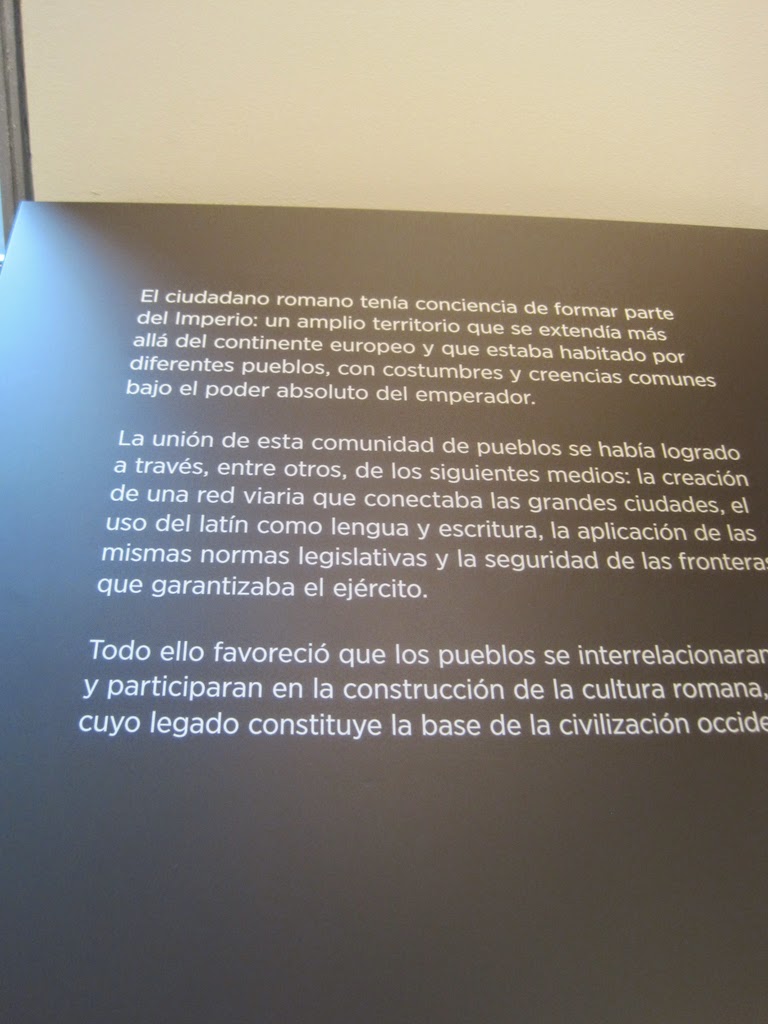 El ciudadano romano tenía conciencia de formar parte
del Imperio: un amplio territorio que se extendía más
allá del continente europeo y que estaba habitado por
diferentes pueblos, con costumbres y creencias comunes
bajo el poder absoluto del emperador.
La unión de esta comunidad de pueblos se había logrado
a través, entre otros, de los siguientes medios: la creación
de una red viaria que conectaba las grandes ciudades, el
uso del latín como lengua y escritura, la aplicación de las
mismas normas legislativas y la seguridad de las fronteras
que garantizaba el ejército.
Todo ello favoreció que los pueblos se interrelacionaran
y participaran en la construcción de la cultura romana,
cuyo legado constituye la base de la civilización occide